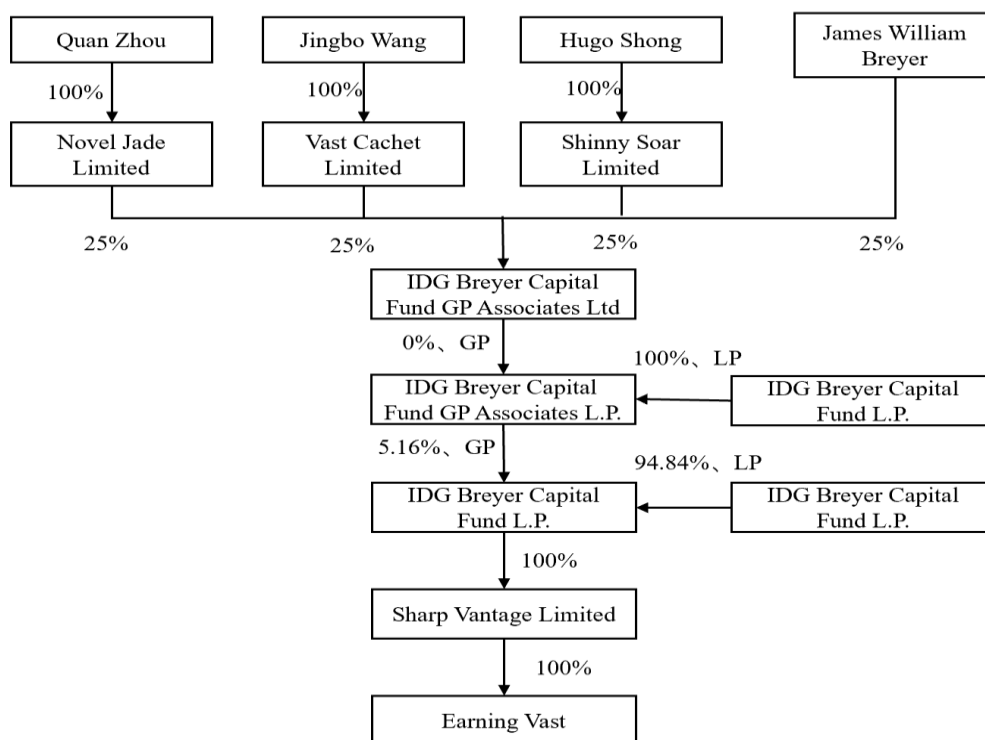 Quan Zhou
Jingbo Wang
Hugo Shong
James William
Breyer
100%
100%
100%
Novel Jade
Limited
Vast Cachet
Limited
Shinny Soar
Limited
25%
25%
25%
25%
IDG Breyer Capital
Fund GP Associates Ltd
0%、GP
100%、LP
IDG Breyer Capital
Fund GP Associates L.P.
IDG Breyer Capital
Fund L.P.
5.16%、GP
94.84%、LP
IDG Breyer Capital
Fund L.P.
IDG Breyer Capital
Fund L.P.
100%
Sharp Vantage Limited
100%
Earning Vast